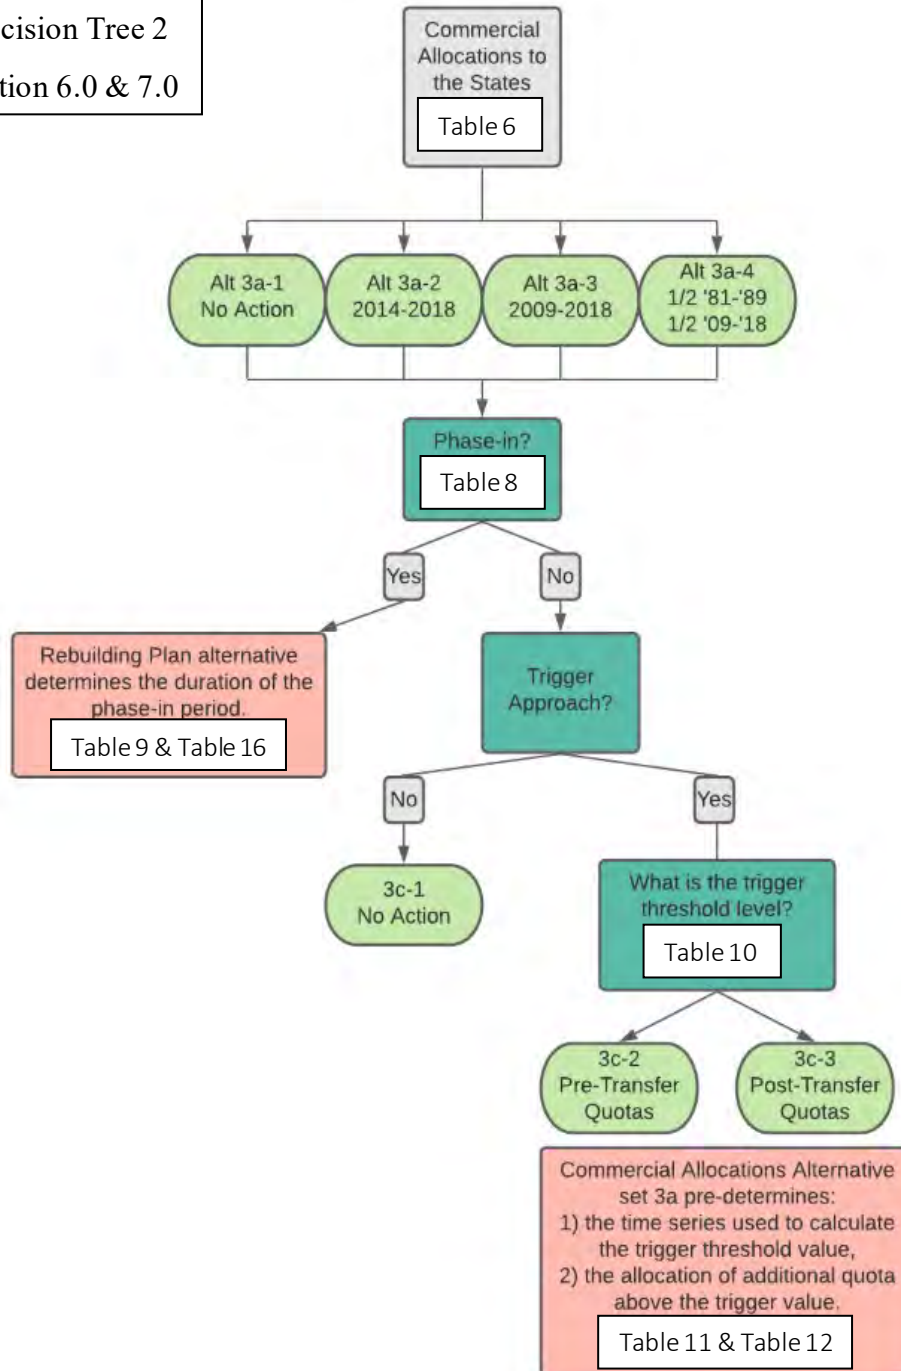 cision Tree 2
tion 6.0 & 7.0
Commercial
Allocations to
the States
Table 6
Alt 3a-1
No Action
Alt 3a-2
2014-2018
Alt 3a-3
2009-2018
Alt 3a-4
1/2 '81-'89
1/2 '09-'18
Phase-in?
Table 8
Yes
No
Rebuilding Plan alternative
determines the duration of the
phase-in period.
Table 9 & Table 16
Trigger
Approach?
No
Yes
3c-1
No Action
What is the trigger
threshold level?
Table 10
3c-2
Pre-Transfer
Quotas
3c-3
Post-Transfer
Quotas
Commercial Allocations Alternative
set 3a pre-determines:
1) the time series used to calculate
the trigger threshold value,
2) the allocation of additional quota
above the trigger value.
Table 11 & Table 12